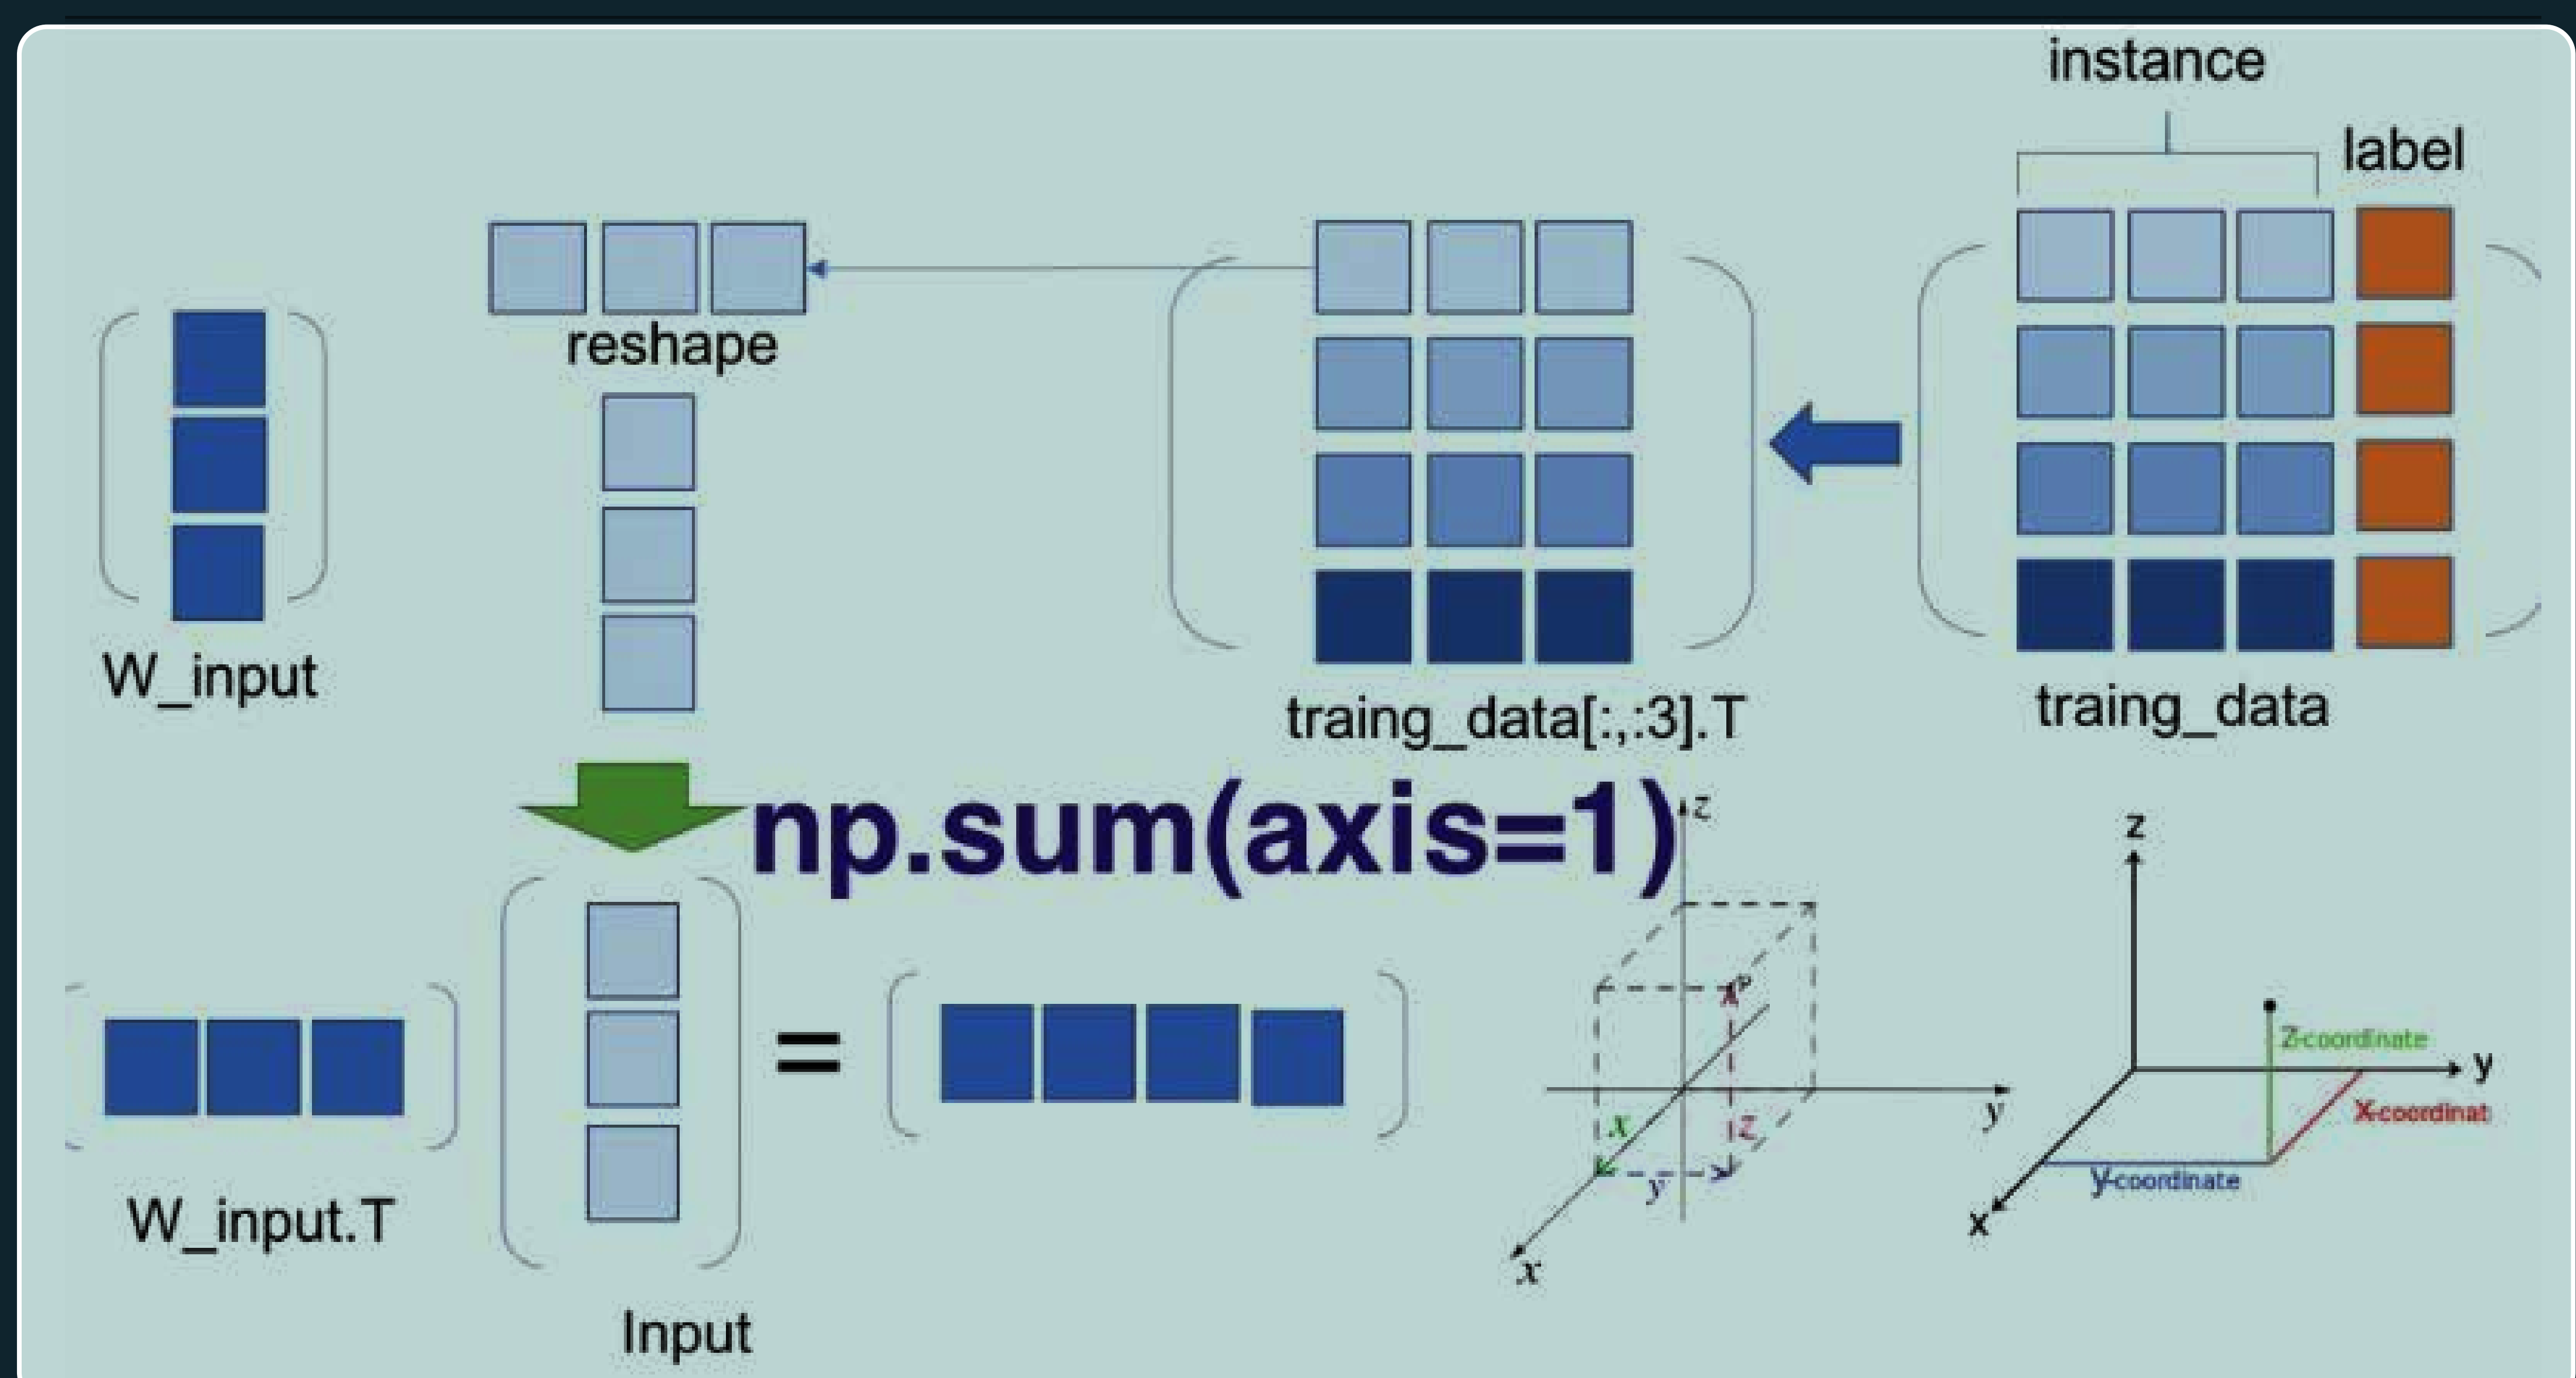 instance
label
reshape
W_input
traing_data[:,:3].T
traing_data
np.sum(axis=1)
z
P
y
x
z
y
x
z
Z-coordinate
y
X-coordinat
y-coordinate
x
W_input.T
=
Input